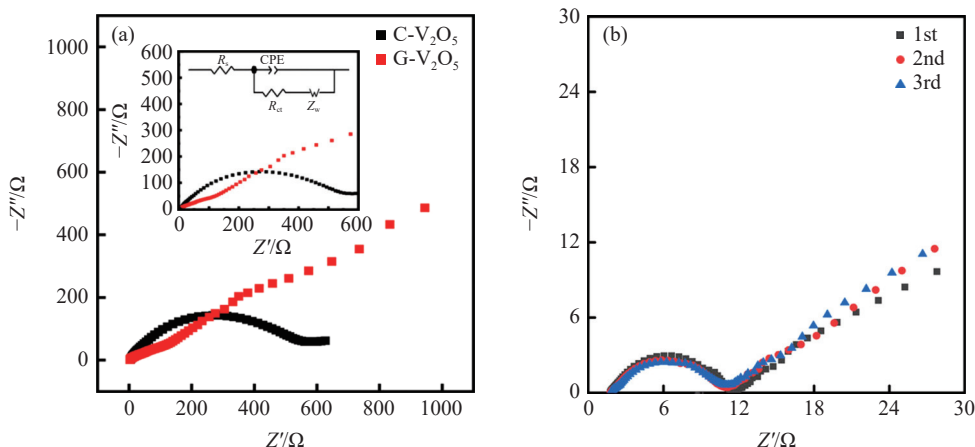 (a)
C-V₂O₅
G-V₂O₅
1000
800
600
400
200
0
−Z″/Ω
0 200 400 600 800 1000
Z′/Ω
600
500
400
300
200
100
0
−Z″/Ω
0 200 400 600
Z′/Ω
Rₛ CPE
R_ct Z_w
(b)
1st
2nd
3rd
30
24
18
12
6
0
−Z″/Ω
0 6 12 18 24 30
Z′/Ω